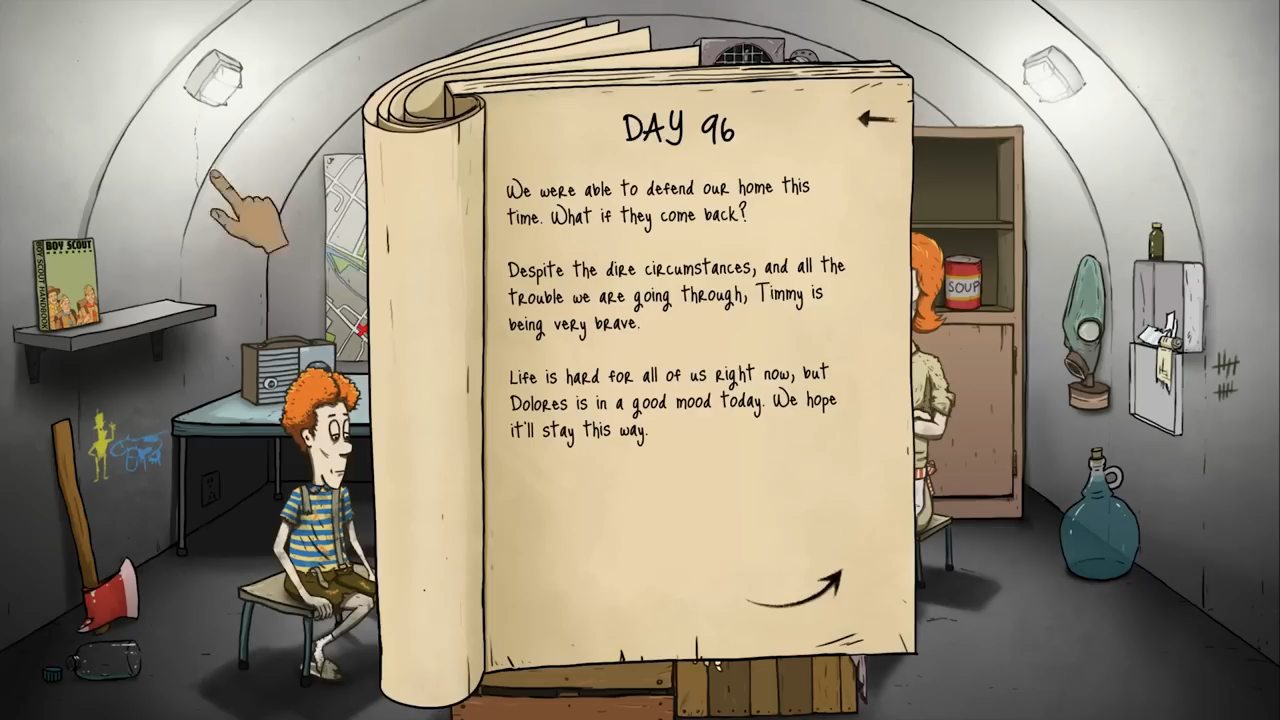 DAY 96
We were able to defend our home this
time. What if they come back?
Despite the dire circumstances, and all the
trouble we are going through, Timmy is
being very brave.
Life is hard for all of us right now, but
Dolores is in a good mood today. We hope
it'll stay this way.
BOY SCOUT
BOY SCOUT HANDBOOK
SOUP